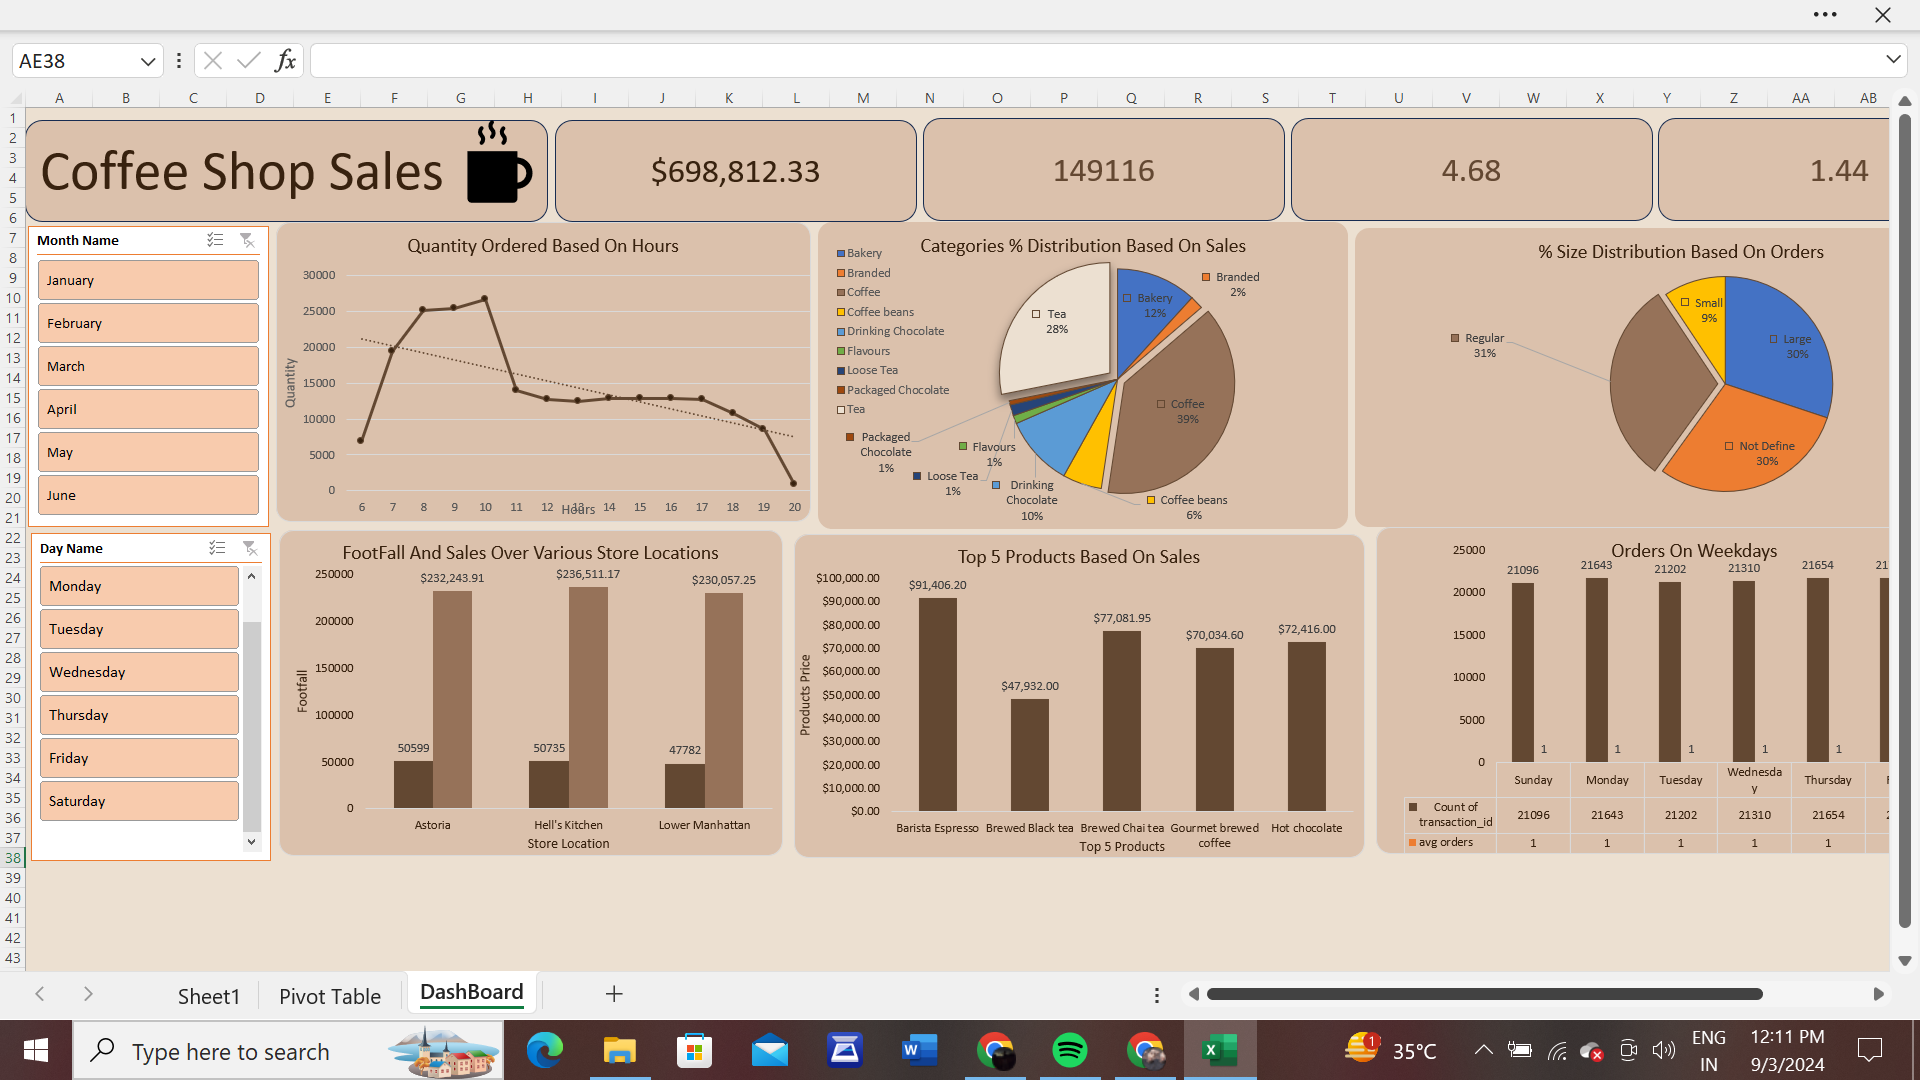 AE38
fx
A B C D E F G H I J K L M N O P Q R S T U V W X Y Z AA AB
1
2
3
4
5
6
7
8
9
10
11
12
13
14
15
16
17
18
19
20
21
22
23
24
25
26
27
28
29
30
31
32
33
34
35
36
37
38
39
40
41
42
43
Coffee Shop Sales
$698,812.33
149116
4.68
1.44
Month Name
January
February
March
April
May
June
Day Name
Monday
Tuesday
Wednesday
Thursday
Friday
Saturday
Quantity Ordered Based On Hours
30000
25000
20000
15000
10000
5000
0
Quantity
6 7 8 9 10 11 12 13 14 15 16 17 18 19 20
Hours
Categories % Distribution Based On Sales
Bakery
Branded
Coffee
Coffee beans
Drinking Chocolate
Flavours
Loose Tea
Packaged Chocolate
Tea
Tea
28%
Bakery
12%
Branded
2%
Coffee
39%
Packaged
Chocolate
1%
Flavours
1%
Loose Tea
1%
Drinking
Chocolate
10%
Coffee beans
6%
% Size Distribution Based On Orders
Small
9%
Large
30%
Regular
31%
Not Define
30%
FootFall And Sales Over Various Store Locations
250000
200000
150000
100000
50000
0
Footfall
$232,243.91
$236,511.17
$230,057.25
50599
50735
47782
Astoria
Hell's Kitchen
Lower Manhattan
Store Location
Top 5 Products Based On Sales
$100,000.00
$90,000.00
$80,000.00
$70,000.00
$60,000.00
$50,000.00
$40,000.00
$30,000.00
$20,000.00
$10,000.00
$0.00
Products Price
$91,406.20
$47,932.00
$77,081.95
$70,034.60
$72,416.00
Barista Espresso
Brewed Black tea
Brewed Chai tea
Gourmet brewed
coffee
Hot chocolate
Top 5 Products
Orders On Weekdays
25000
20000
15000
10000
5000
0
21096 21643 21202 21310 21654 21
1 1 1 1 1
Sunday Monday Tuesday Wednesda
y
Thursday F
Count of
transaction_id
21096 21643 21202 21310 21654 2
avg orders 1 1 1 1 1
Sheet1
Pivot Table
DashBoard
Type here to search
W
X
1
35°C
ENG
IN
12:11 PM
9/3/2024